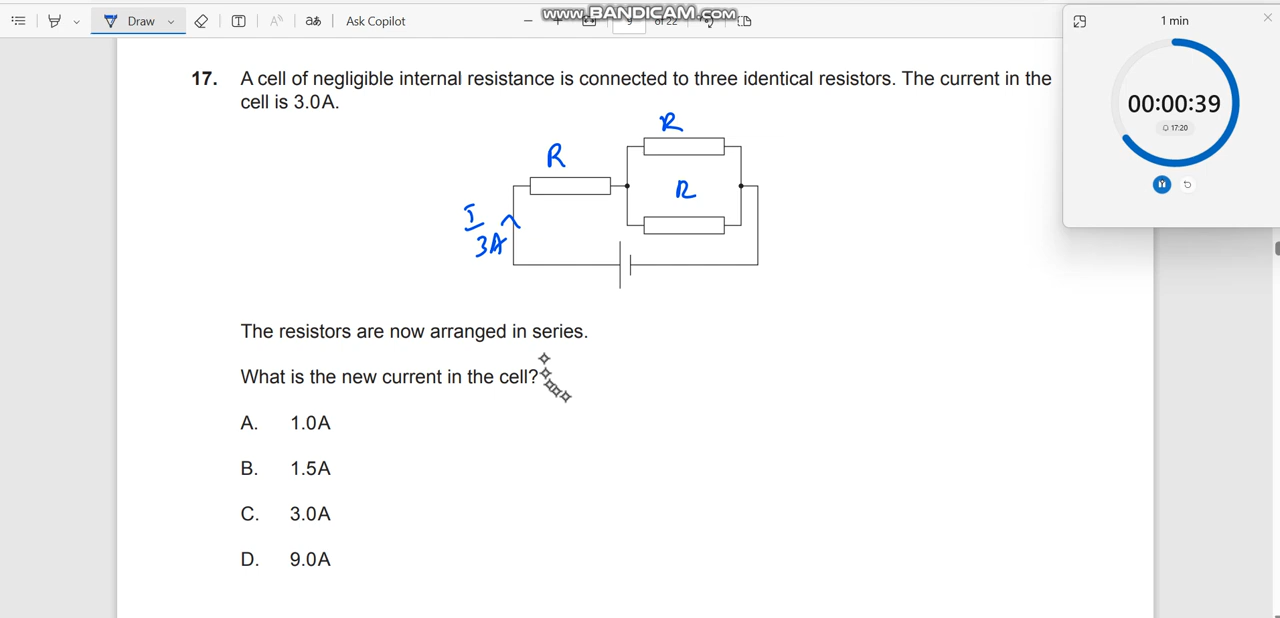 www.BANDICAM.com
Draw
Ask Copilot
of 22
1 min
00:00:39
17:20
17. A cell of negligible internal resistance is connected to three identical resistors. The current in the
cell is 3.0A.
R
R
R
I
3A
The resistors are now arranged in series.
What is the new current in the cell?
A. 1.0A
B. 1.5A
C. 3.0A
D. 9.0A